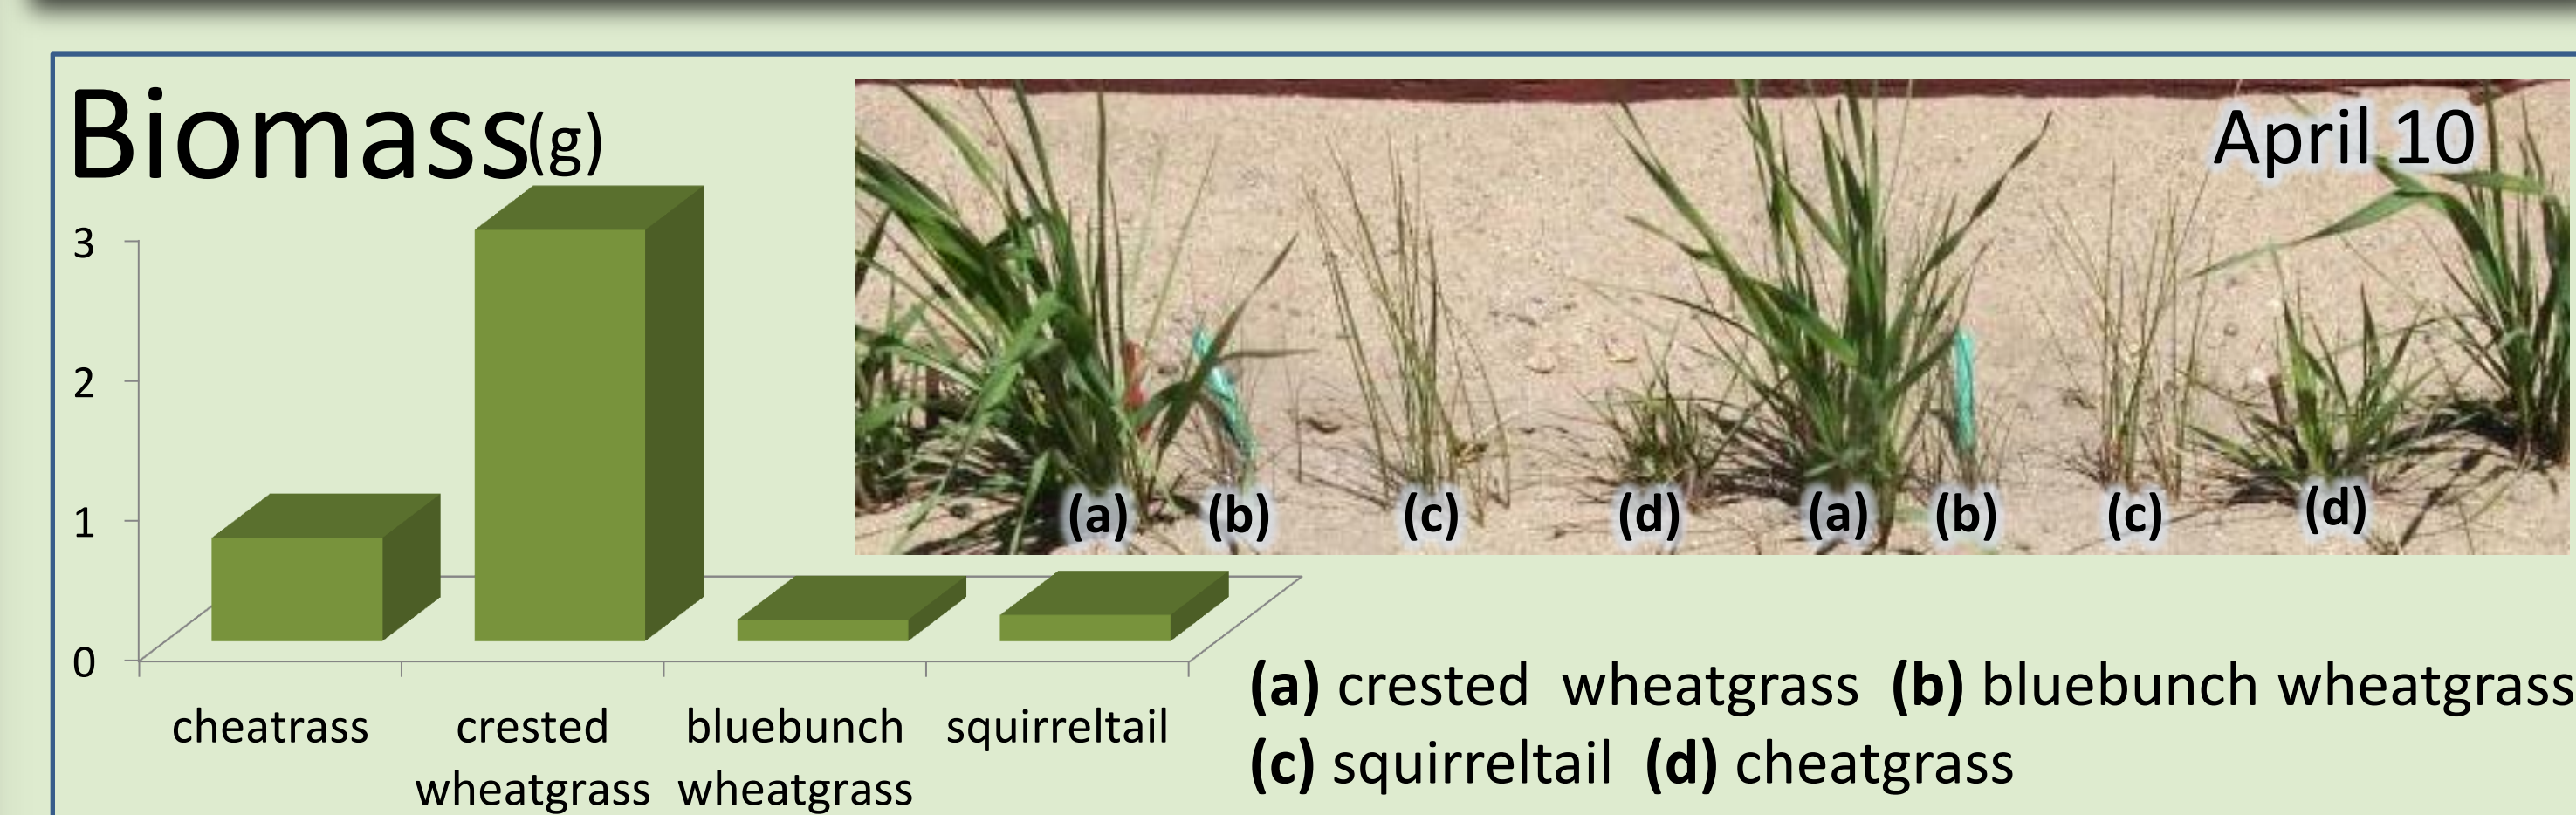 Biomass(g)
April 10
3
2
1
0
cheatrass
crested wheatgrass
bluebunch wheatgrass
squirreltail
(a) (b) (c) (d) (a) (b) (c) (d)
(a) crested wheatgrass (b) bluebunch wheatgrass
(c) squirreltail (d) cheatgrass